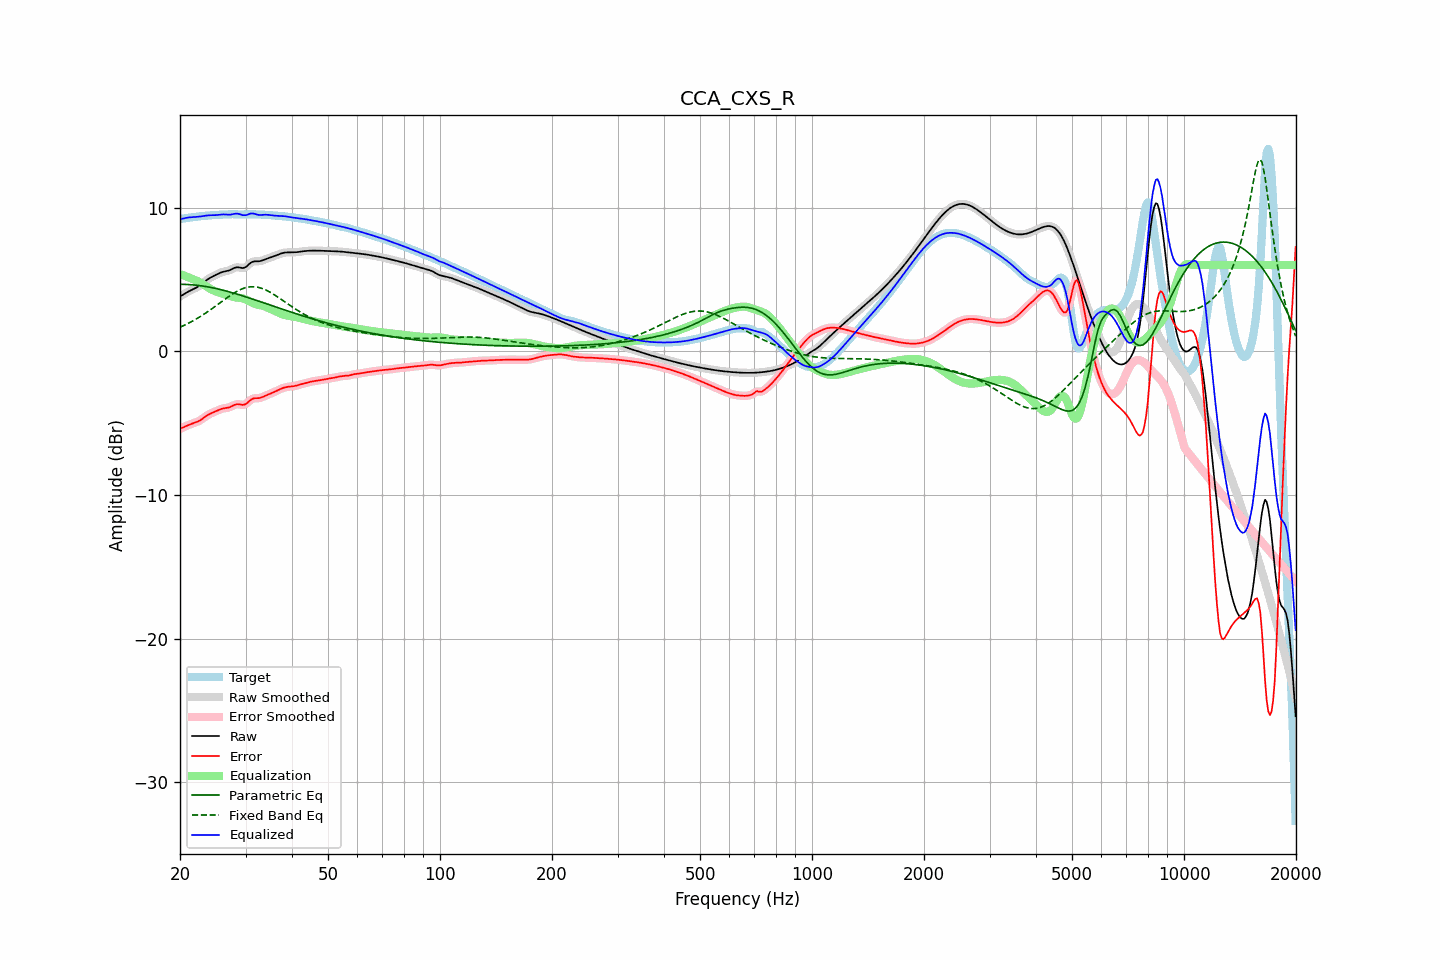 CCA_CXS_R
Amplitude (dBr)
10
0
−10
−20
−30
Target
Raw Smoothed
Error Smoothed
Raw
Error
Equalization
Parametric Eq
Fixed Band Eq
Equalized
20 50 100 200 500 1000 2000 5000 10000 20000
Frequency (Hz)